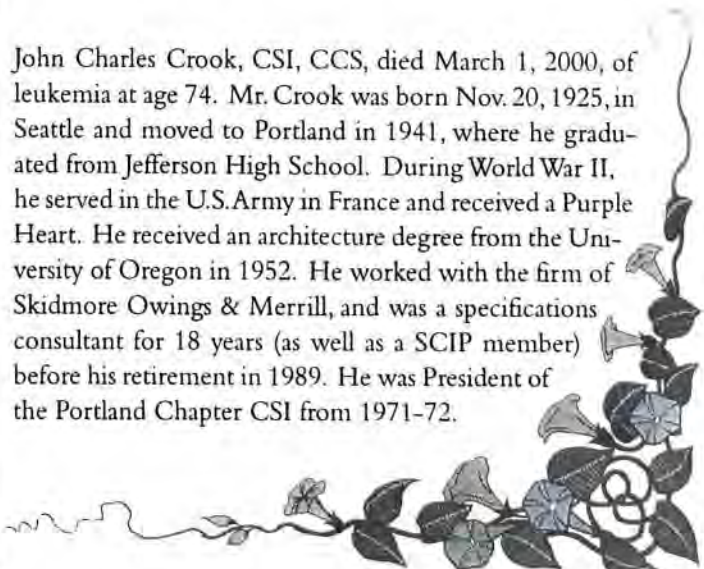 John Charles Crook, CSI, CCS, died March 1, 2000, of
leukemia at age 74. Mr. Crook was born Nov. 20, 1925, in
Seattle and moved to Portland in 1941, where he gradu-
ated from Jefferson High School. During World War II,
he served in the U.S. Army in France and received a Purple
Heart. He received an architecture degree from the Uni-
versity of Oregon in 1952. He worked with the firm of
Skidmore Owings & Merrill, and was a specifications
consultant for 18 years (as well as a SCIP member)
before his retirement in 1989. He was President of
the Portland Chapter CSI from 1971-72.